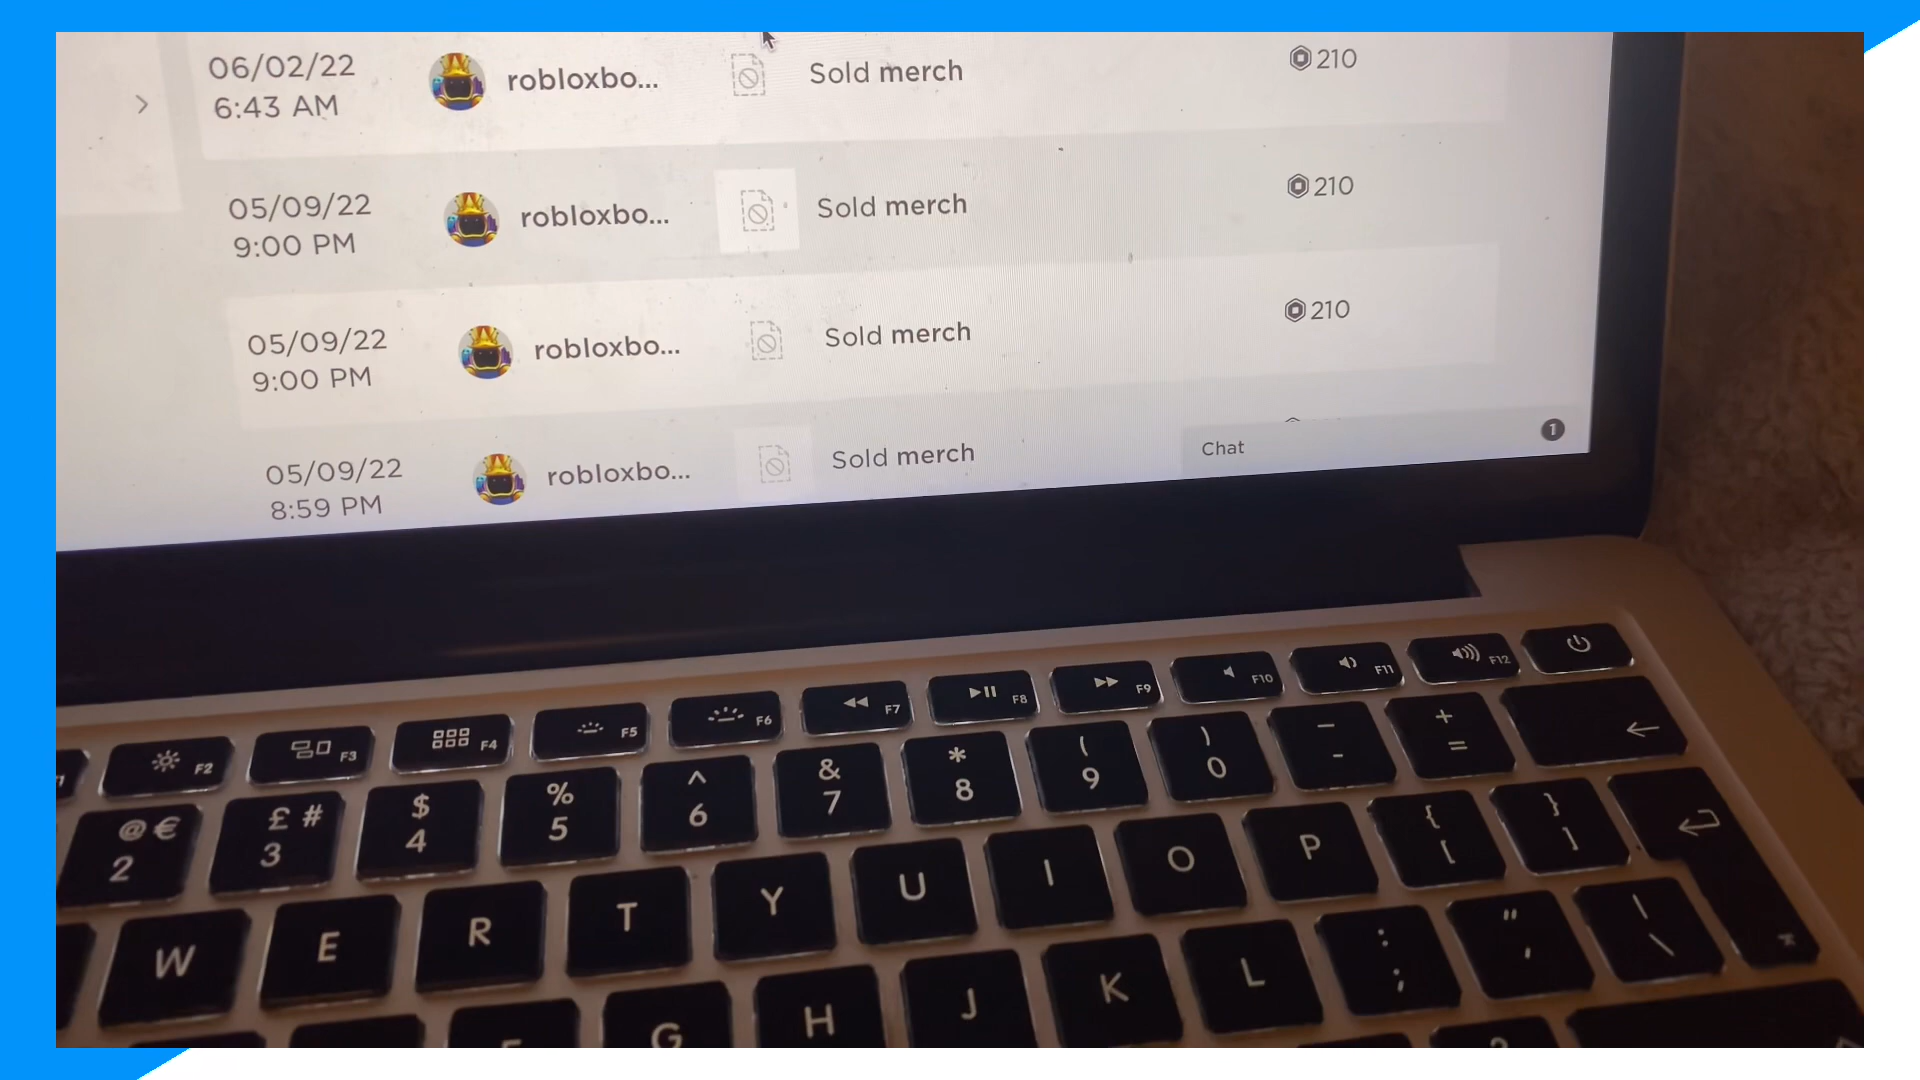 06/02/22
6:43 AM
robloxbo...
Sold merch
210
05/09/22
9:00 PM
robloxbo...
Sold merch
210
05/09/22
9:00 PM
robloxbo...
Sold merch
210
05/09/22
8:59 PM
robloxbo...
Sold merch
Chat
1
F2 F3 F4 F5 F6 F7 F8 F9 F10 F11 F12
@ € £ # $ % ^ & * ( ) _ +
2 3 4 5 6 7 8 9 0 - =
W E R T Y U I O P { [ } ]
G H J K L : ; " ' | \